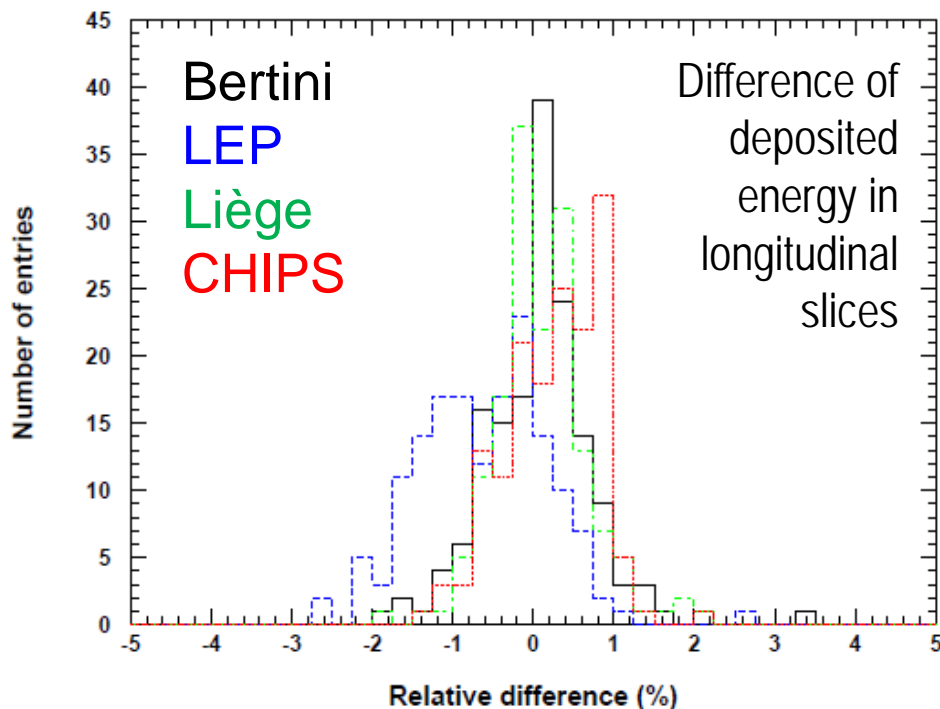 45
40
35
30
25
20
15
10
5
0
Number of entries
Bertini
LEP
Liège
CHIPS
Difference of
deposited
energy in
longitudinal
slices
-5 -4 -3 -2 -1 0 1 2 3 4 5
Relative difference (%)